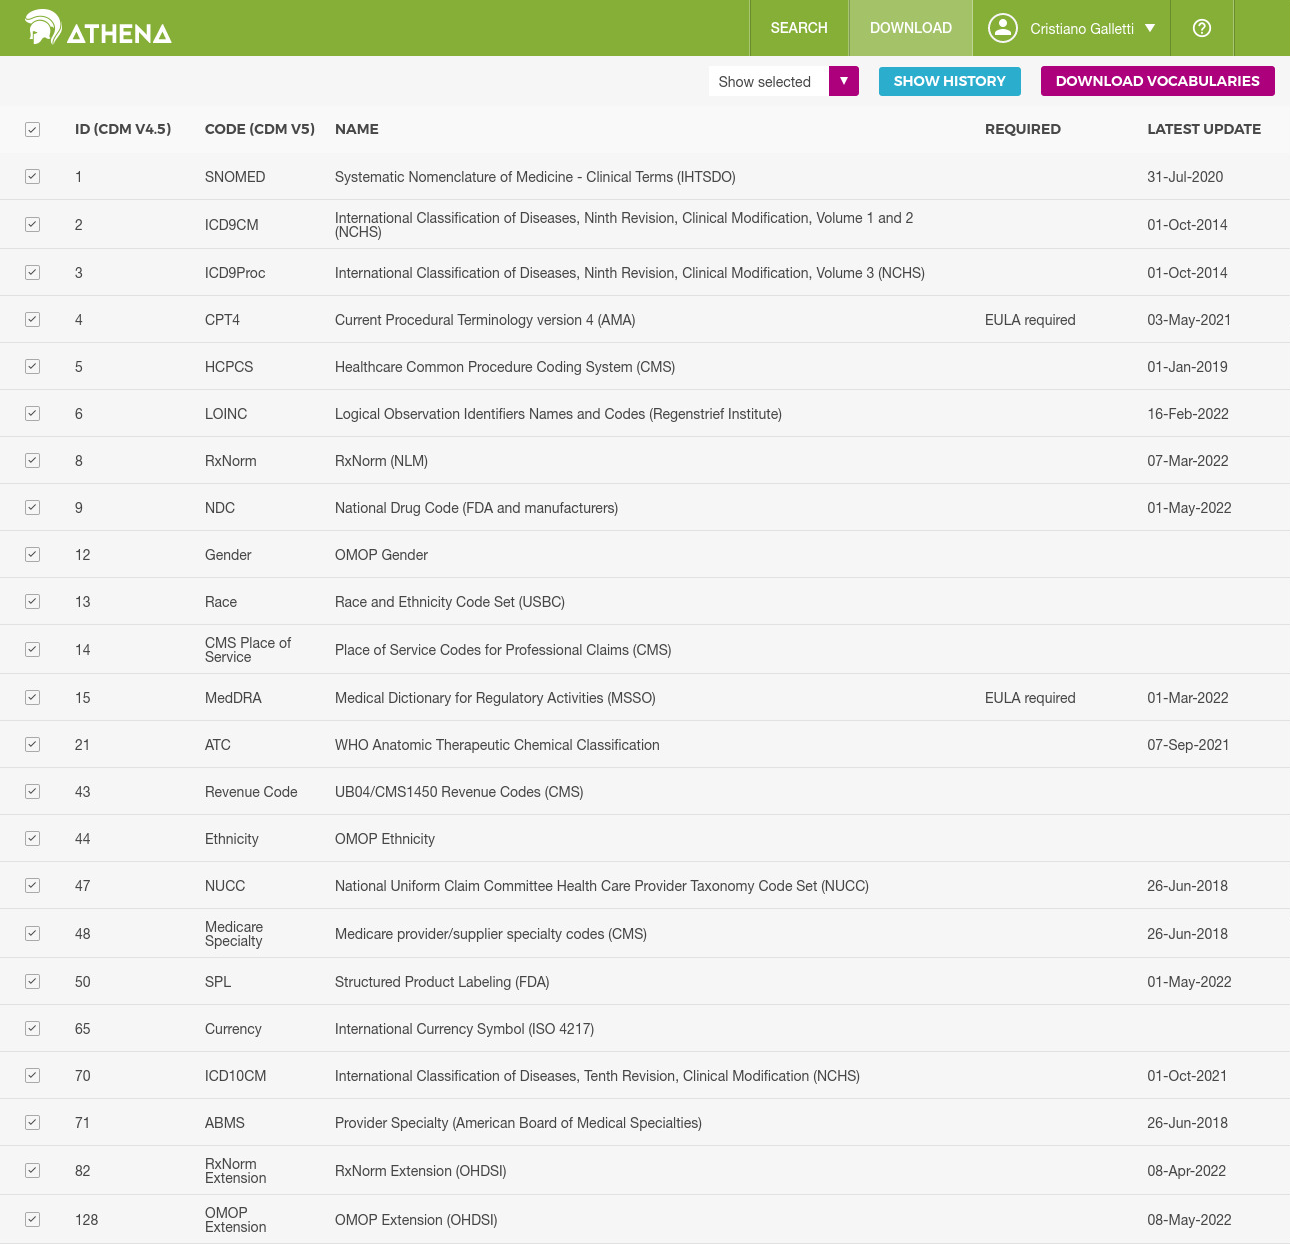 ATHENA
SEARCH
DOWNLOAD
Cristiano Galletti
Show selected
SHOW HISTORY
DOWNLOAD VOCABULARIES
ID (CDM V4.5) CODE (CDM V5) NAME REQUIRED LATEST UPDATE
1 SNOMED Systematic Nomenclature of Medicine - Clinical Terms (IHTSDO) 31-Jul-2020
2 ICD9CM International Classification of Diseases, Ninth Revision, Clinical Modification, Volume 1 and 2
(NCHS) 01-Oct-2014
3 ICD9Proc International Classification of Diseases, Ninth Revision, Clinical Modification, Volume 3 (NCHS) 01-Oct-2014
4 CPT4 Current Procedural Terminology version 4 (AMA) EULA required 03-May-2021
5 HCPCS Healthcare Common Procedure Coding System (CMS) 01-Jan-2019
6 LOINC Logical Observation Identifiers Names and Codes (Regenstrief Institute) 16-Feb-2022
8 RxNorm RxNorm (NLM) 07-Mar-2022
9 NDC National Drug Code (FDA and manufacturers) 01-May-2022
12 Gender OMOP Gender
13 Race Race and Ethnicity Code Set (USBC)
14 CMS Place of
Service Place of Service Codes for Professional Claims (CMS)
15 MedDRA Medical Dictionary for Regulatory Activities (MSSO) EULA required 01-Mar-2022
21 ATC WHO Anatomic Therapeutic Chemical Classification 07-Sep-2021
43 Revenue Code UB04/CMS1450 Revenue Codes (CMS)
44 Ethnicity OMOP Ethnicity
47 NUCC National Uniform Claim Committee Health Care Provider Taxonomy Code Set (NUCC) 26-Jun-2018
48 Medicare
Specialty Medicare provider/supplier specialty codes (CMS) 26-Jun-2018
50 SPL Structured Product Labeling (FDA) 01-May-2022
65 Currency International Currency Symbol (ISO 4217)
70 ICD10CM International Classification of Diseases, Tenth Revision, Clinical Modification (NCHS) 01-Oct-2021
71 ABMS Provider Specialty (American Board of Medical Specialties) 26-Jun-2018
82 RxNorm
Extension RxNorm Extension (OHDSI) 08-Apr-2022
128 OMOP
Extension OMOP Extension (OHDSI) 08-May-2022